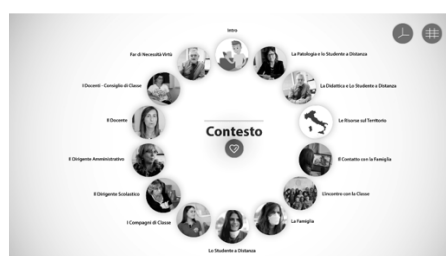 Intro
Far di Necessità Virtù
La Patologia e lo Studente a Distanza
I Docenti - Consiglio di Classe
La Didattica e Lo Studente a Distanza
Il Docente
Contesto
Le Risorse sul Territorio
Il Dirigente Amministrativo
Il Contatto con la Famiglia
Il Dirigente Scolastico
L'incontro con la Classe
I Compagni di Classe
La Famiglia
Lo Studente a Distanza